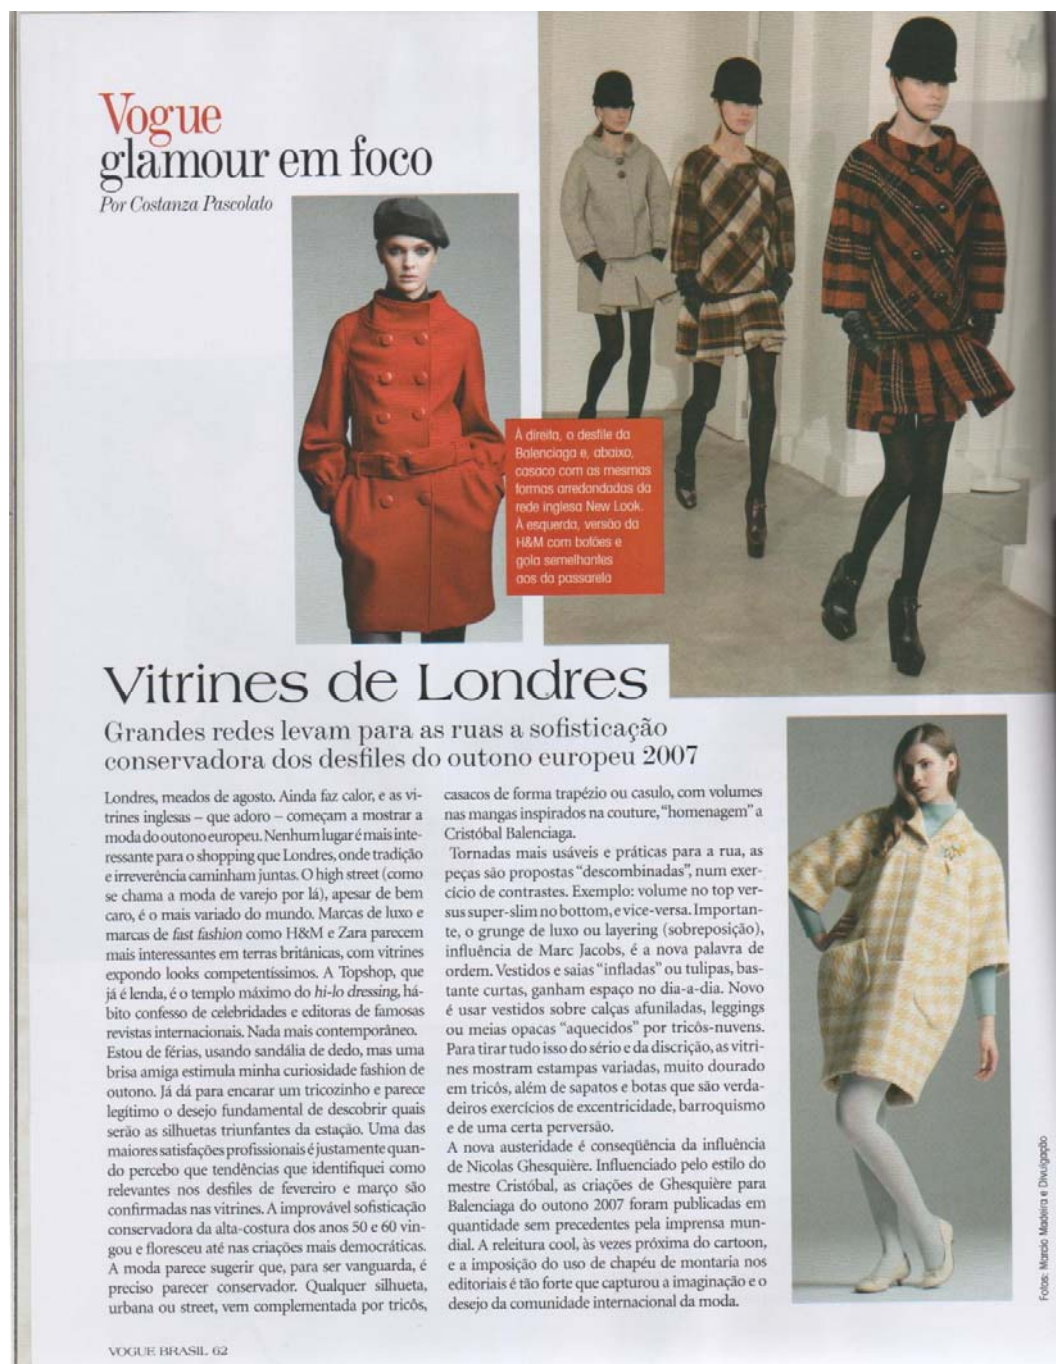 Vogue
glamour em foco
Por Costanza Pascolato
À direita, o desfile da
Balenciaga e, abaixo,
casaco com as mesmas
formas arredondadas da
rede inglesa New Look.
À esquerda, versão da
H&M com botões e
gola semelhantes
aos da passarela
Vitrines de Londres
Grandes redes levam para as ruas a sofisticação
conservadora dos desfiles do outono europeu 2007
Londres, meados de agosto. Ainda faz calor, e as vi-
trines inglesas – que adoro – começam a mostrar a
moda do outono europeu. Nenhum lugar é mais inte-
ressante para o shopping que Londres, onde tradição
e irreverência caminham juntas. O high street (como
se chama a moda de varejo por lá), apesar de bem
caro, é o mais variado do mundo. Marcas de luxo e
marcas de fast fashion como H&M e Zara parecem
mais interessantes em terras britânicas, com vitrines
expondo looks competentíssimos. A Topshop, que
já é lenda, é o templo máximo do hi-lo dressing, há-
bito confesso de celebridades e editoras de famosas
revistas internacionais. Nada mais contemporâneo.
Estou de férias, usando sandália de dedo, mas uma
brisa amiga estimula minha curiosidade fashion de
outono. Já dá para encarar um tricozinho e parece
legítimo o desejo fundamental de descobrir quais
serão as silhuetas triunfantes da estação. Uma das
maiores satisfações profissionais é justamente quan-
do percebo que tendências que identifiquei como
relevantes nos desfiles de fevereiro e março são
confirmadas nas vitrines. A improvável sofisticação
conservadora da alta-costura dos anos 50 e 60 vin-
gou e floresceu até nas criações mais democráticas.
A moda parece sugerir que, para ser vanguarda, é
preciso parecer conservador. Qualquer silhueta,
urbana ou street, vem complementada por tricôs,
casacos de forma trapézio ou casulo, com volumes
nas mangas inspirados na couture, “homenagem” a
Cristóbal Balenciaga.
Tornadas mais usáveis e práticas para a rua, as
peças são propostas “descombinadas”, num exer-
cício de contrastes. Exemplo: volume no top ver-
sus super-slim no bottom, e vice-versa. Importan-
te, o grunge de luxo ou layering (sobreposição),
influência de Marc Jacobs, é a nova palavra de
ordem. Vestidos e saias “infladas” ou tulipas, bas-
tante curtas, ganham espaço no dia-a-dia. Novo
é usar vestidos sobre calças afuniladas, leggings
ou meias opacas “aquecidos” por tricôs-nuvens.
Para tirar tudo isso do sério e da discrição, as vitri-
nes mostram estampas variadas, muito dourado
em tricôs, além de sapatos e botas que são verda-
deiros exercícios de excentricidade, barroquismo
e de uma certa perversão.
A nova austeridade é conseqüência da influência
de Nicolas Ghesquière. Influenciado pelo estilo do
mestre Cristóbal, as criações de Ghesquière para
Balenciaga do outono 2007 foram publicadas em
quantidade sem precedentes pela imprensa mun-
dial. A releitura cool, às vezes próxima do cartoon,
e a imposição do uso de chapéu de montaria nos
editoriais é tão forte que capturou a imaginação e o
desejo da comunidade internacional da moda.
Fotos: Marcio Madeira e Divulgação
VOGUE BRASIL 62